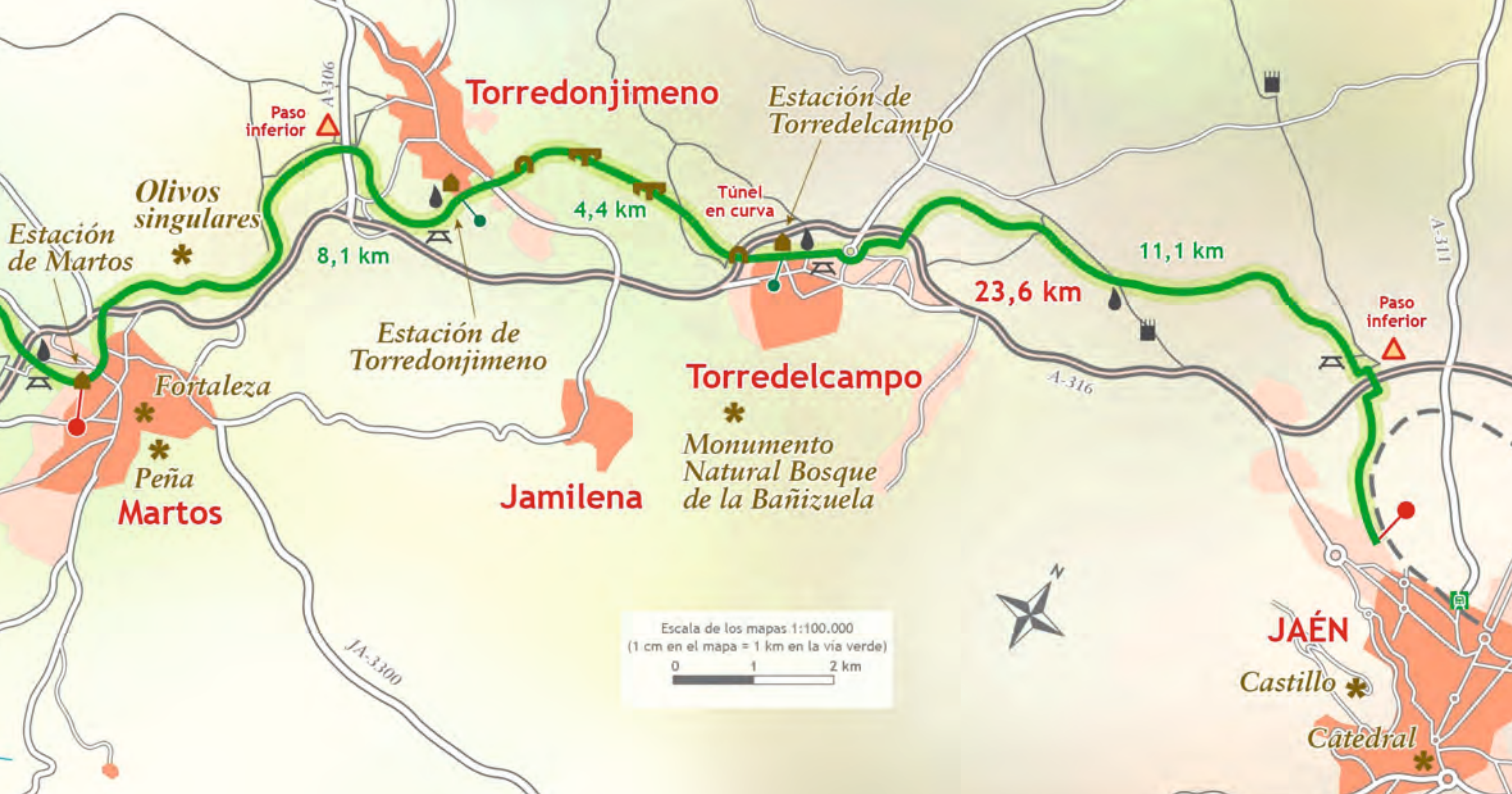 A-306
Torredonjimeno
Paso
inferior
Estación de
Torredelcampo
Olivos
singulares
Túnel
en curva
4,4 km
Estación
de Martos
8,1 km
A-311
11,1 km
23,6 km
Paso
inferior
Estación de
Torredonjimeno
Fortaleza
Torredelcampo
A-316
Peña
Martos
Jamilena
Monumento
Natural Bosque
de la Bañizuela
N
Escala de los mapas 1:100.000
(1 cm en el mapa = 1 km en la vía verde)
0 1 2 km
JA-3300
JAÉN
Castillo
Catedral